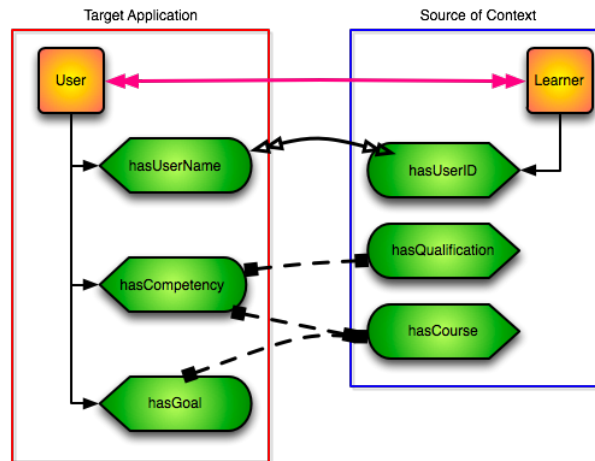 Target Application
Source of Context
User
Learner
hasUserName
hasUserID
hasCompetency
hasQualification
hasCourse
hasGoal